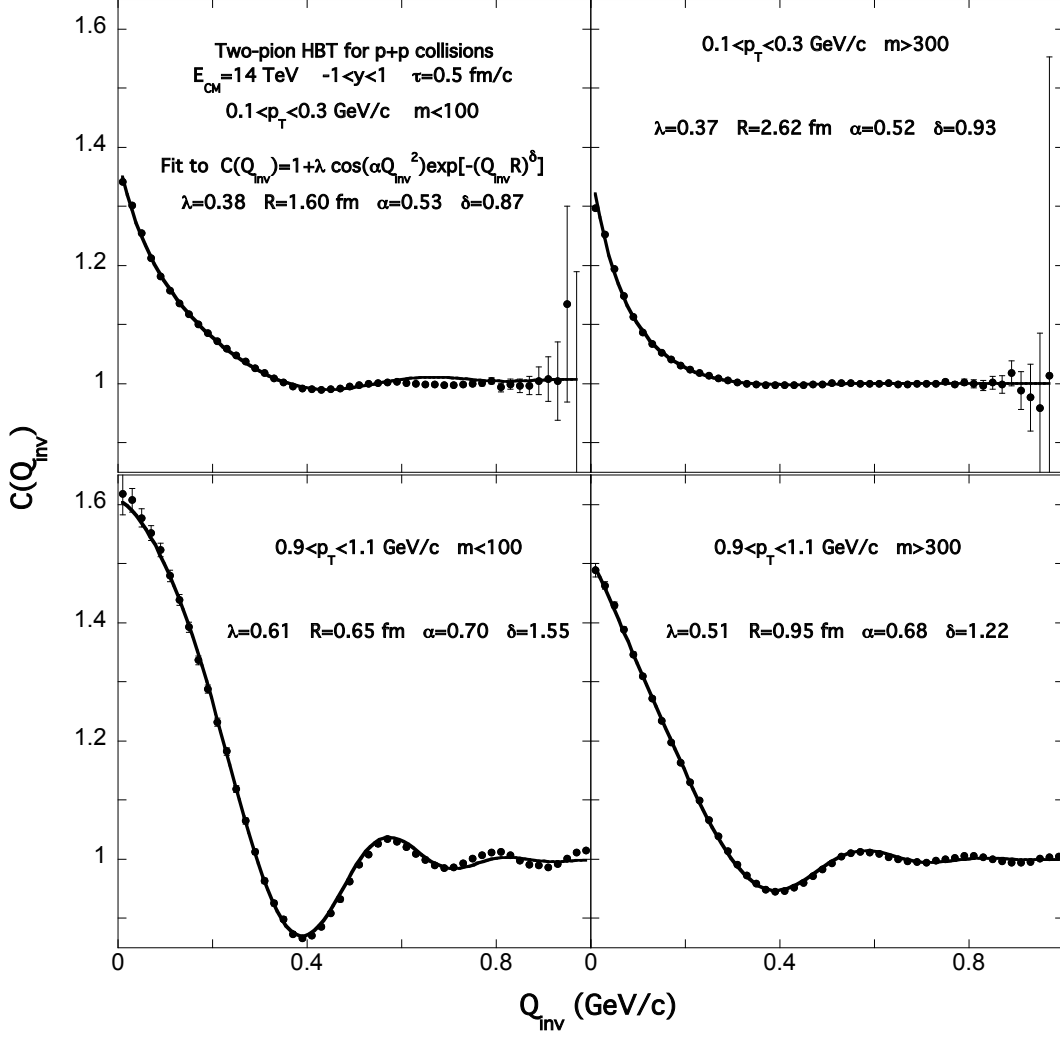 1.6
1.4
1.2
1
Two-pion HBT for p+p collisions
E_CM=14 TeV -1<y<1 τ=0.5 fm/c
0.1<p_T<0.3 GeV/c m<100
Fit to C(Q_inv)=1+λ cos(αQ_inv^2)exp[-(Q_inv R)^δ]
λ=0.38 R=1.60 fm α=0.53 δ=0.87
0.1<p_T<0.3 GeV/c m>300
λ=0.37 R=2.62 fm α=0.52 δ=0.93
C(Q_inv)
1.6
1.4
1.2
1
0.9<p_T<1.1 GeV/c m<100
λ=0.61 R=0.65 fm α=0.70 δ=1.55
0.9<p_T<1.1 GeV/c m>300
λ=0.51 R=0.95 fm α=0.68 δ=1.22
0 0.4 0.8 0 0.4 0.8
Q_inv (GeV/c)